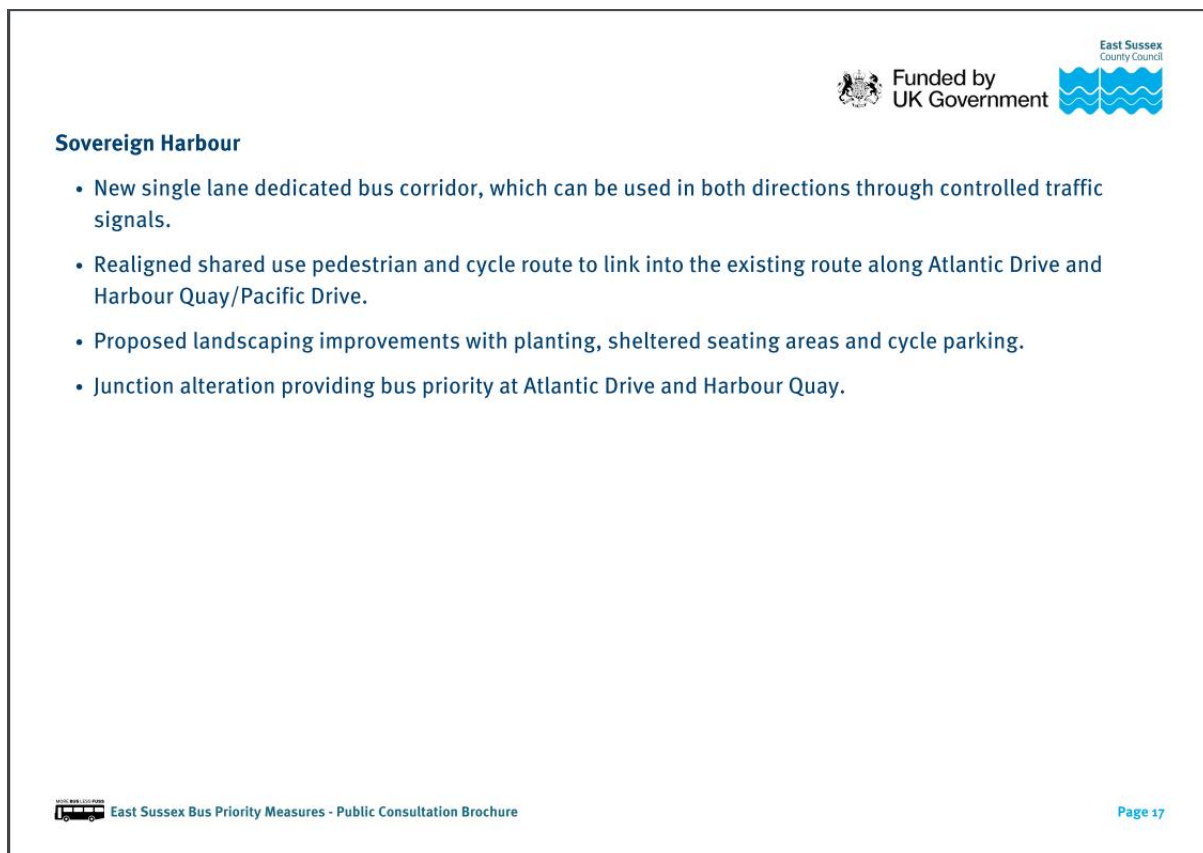 East Sussex
County Council
Funded by
UK Government
Sovereign Harbour
• New single lane dedicated bus corridor, which can be used in both directions through controlled traffic
signals.
• Realigned shared use pedestrian and cycle route to link into the existing route along Atlantic Drive and
Harbour Quay/Pacific Drive.
• Proposed landscaping improvements with planting, sheltered seating areas and cycle parking.
• Junction alteration providing bus priority at Atlantic Drive and Harbour Quay.
MORE BUS LESS FUSS
East Sussex Bus Priority Measures - Public Consultation Brochure
Page 17